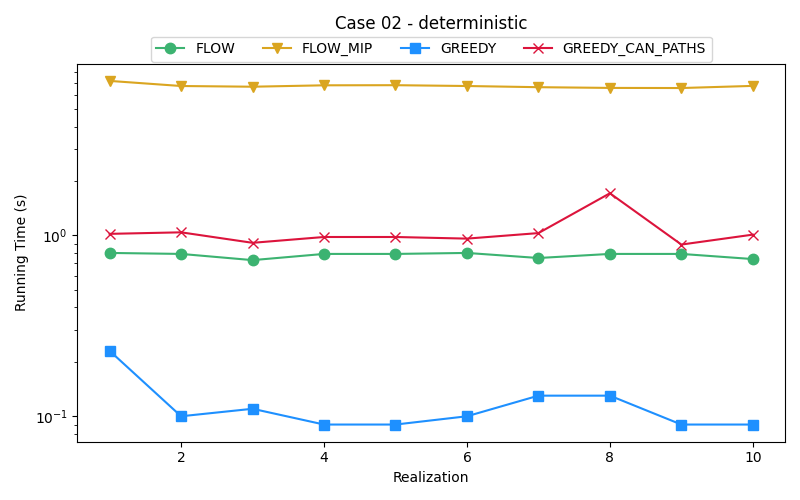 Case 02 - deterministic
FLOW FLOW_MIP GREEDY GREEDY_CAN_PATHS
Running Time (s)
10⁰
10⁻¹
2 4 6 8 10
Realization